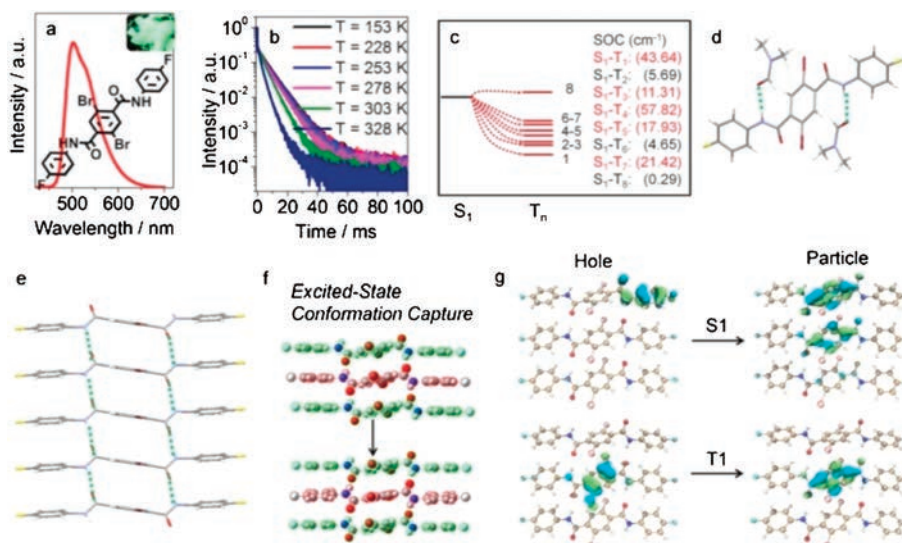 a
Intensity / a.u.
F
NH
O
Br
Br
HN
O
F
400 500 600 700
Wavelength / nm
b
Intensity / a.u.
10⁰
10⁻¹
10⁻²
10⁻³
10⁻⁴
T = 153 K
T = 228 K
T = 253 K
T = 278 K
T = 303 K
T = 328 K
0 20 40 60 80 100
Time / ms
c
SOC (cm⁻¹)
S₁-T₁: (43.64)
S₁-T₂: (5.69)
S₁-T₃: (11.31)
S₁-T₄: (57.82)
S₁-T₅: (17.93)
S₁-T₆: (4.65)
S₁-T₇: (21.42)
S₁-T₈: (0.29)
8
6-7
4-5
2-3
1
S₁ Tₙ
d
e
f
Excited-State
Conformation Capture
g
Hole Particle
S1
T1